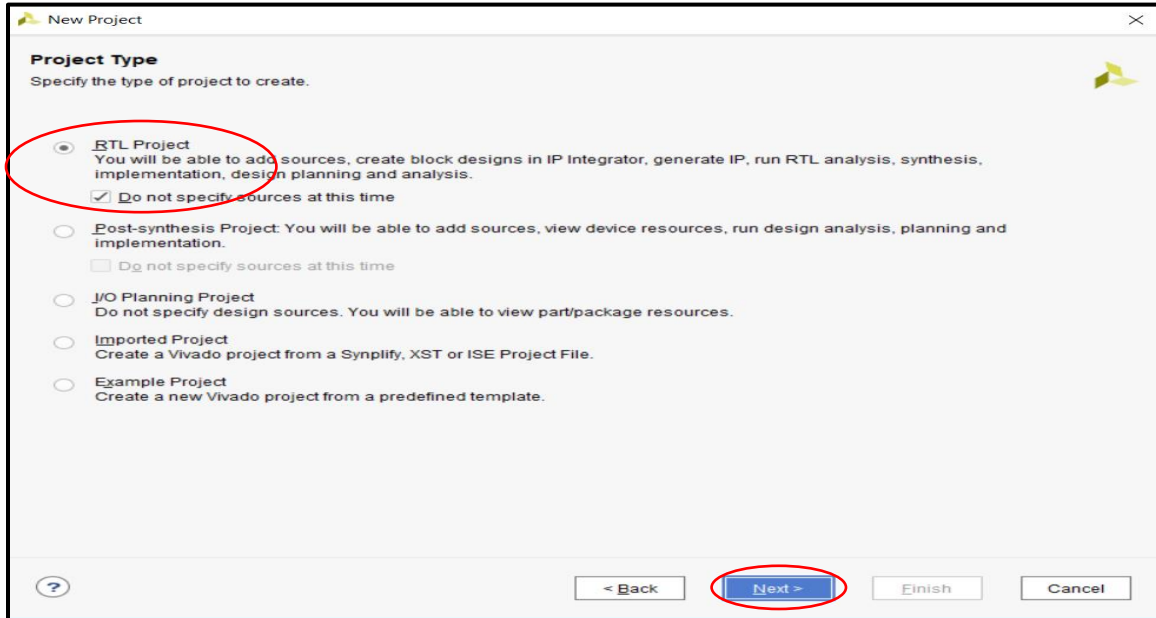 New Project
Project Type
Specify the type of project to create.
RTL Project
You will be able to add sources, create block designs in IP Integrator, generate IP, run RTL analysis, synthesis,
implementation, design planning and analysis.
Do not specify sources at this time
Post-synthesis Project: You will be able to add sources, view device resources, run design analysis, planning and
implementation.
Do not specify sources at this time
I/O Planning Project
Do not specify design sources. You will be able to view part/package resources.
Imported Project
Create a Vivado project from a Synplify, XST or ISE Project File.
Example Project
Create a new Vivado project from a predefined template.
? < Back Next > Finish Cancel